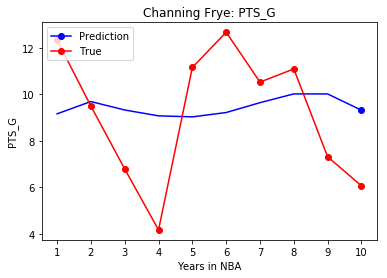 Channing Frye: PTS_G
Prediction
True
12
10
8
6
4
PTS_G
1 2 3 4 5 6 7 8 9 10
Years in NBA